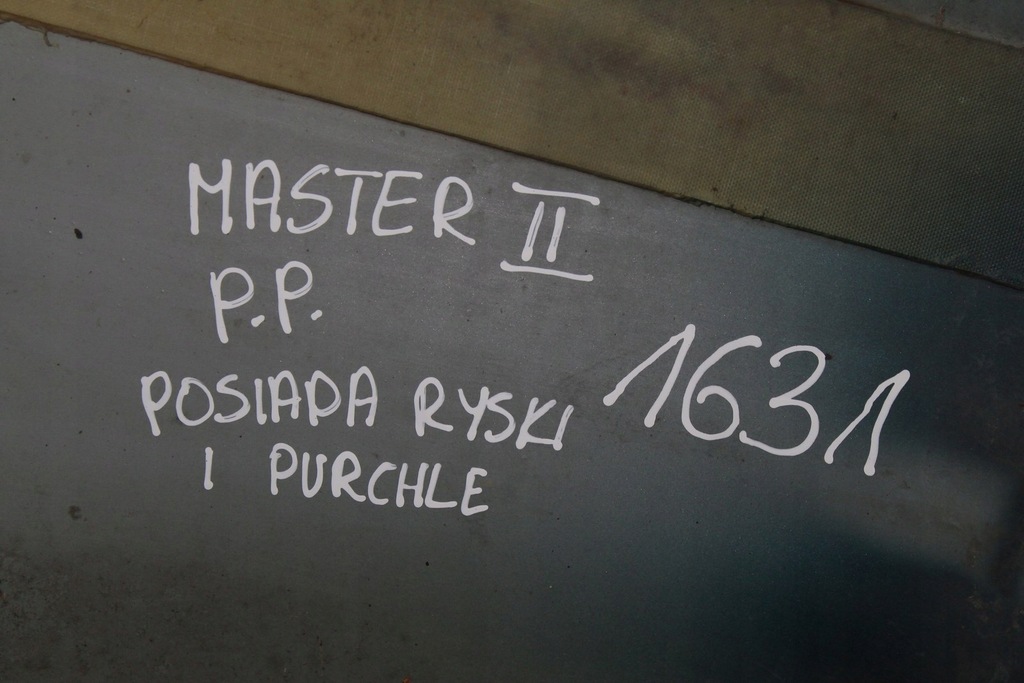 MASTER II
P.P.
POSIADA RYSKI
I PURCHLE
1631